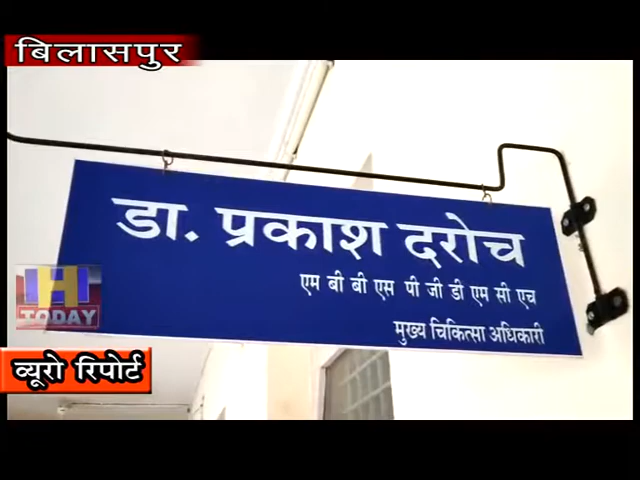 बिलासपुर
डा. प्रकाश दरोच
एम बी बी एस पी जी डी एम सी एच
मुख्य चिकित्सा अधिकारी
H
TODAY
ब्यूरो रिपोर्ट